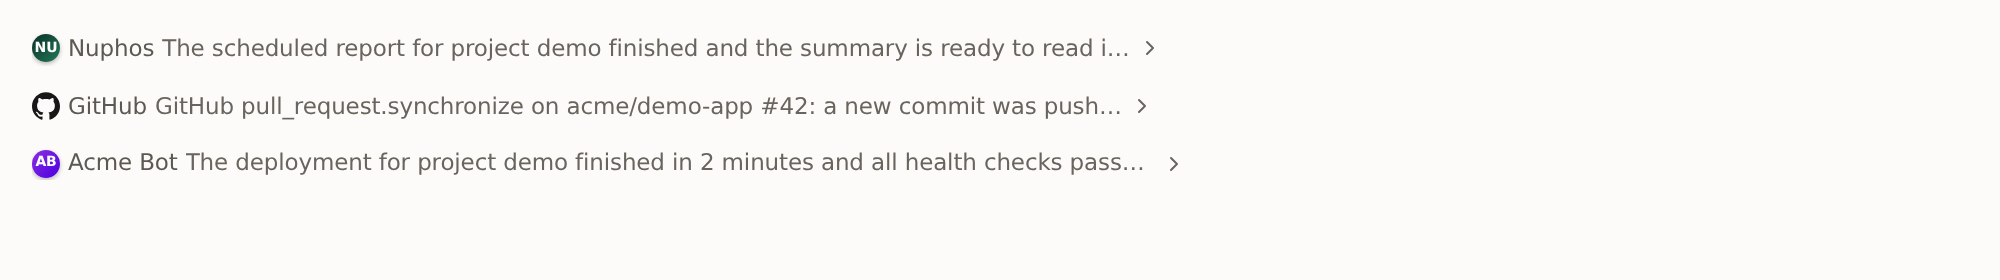 NU Nuphos The scheduled report for project demo finished and the summary is ready to read i...
GitHub GitHub pull_request.synchronize on acme/demo-app #42: a new commit was push...
AB Acme Bot The deployment for project demo finished in 2 minutes and all health checks pass...